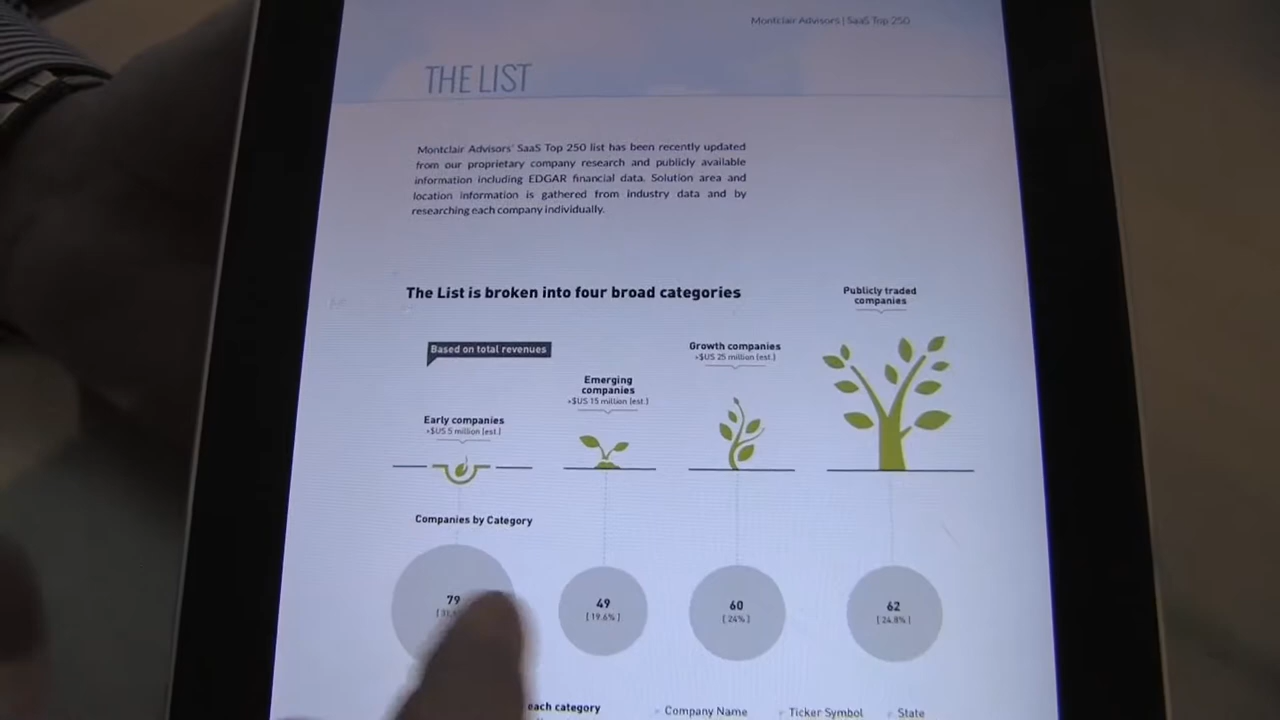 Montclair Advisors | SaaS Top 250
THE LIST
Montclair Advisors' SaaS Top 250 list has been recently updated
from our proprietary company research and publicly available
information including EDGAR financial data. Solution area and
location information is gathered from industry data and by
researching each company individually.
The List is broken into four broad categories
Publicly traded
companies
Based on total revenues
Growth companies
+$US 25 million [est.]
Emerging
companies
+$US 15 million [est.]
Early companies
+$US 5 million [est.]
Companies by Category
79
49
[ 19.6% ]
60
[ 24% ]
62
[ 24.8% ]
each category
Company Name
Ticker Symbol
State